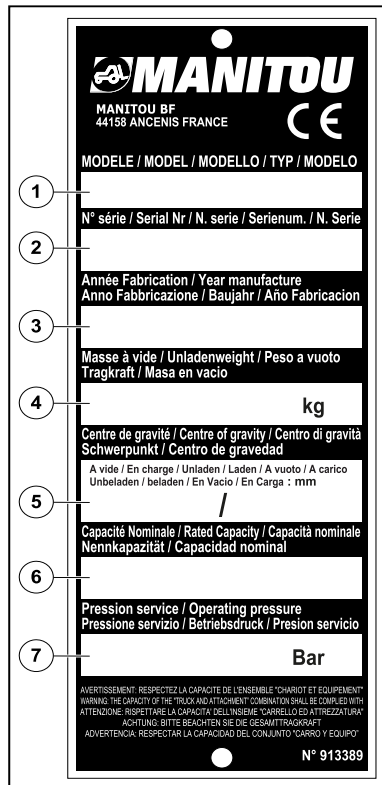 MANITOU
MANITOU BF
44158 ANCENIS FRANCE
CE
MODELE / MODEL / MODELLO / TYP / MODELO
1
N° série / Serial Nr / N. serie / Serienum. / N. Serie
2
Année Fabrication / Year manufacture
Anno Fabbricazione / Baujahr / Año Fabricacion
3
Masse à vide / Unladenweight / Peso a vuoto
Tragkraft / Masa en vacio
4
kg
Centre de gravité / Centre of gravity / Centro di gravità
Schwerpunkt / Centro de gravedad
A vide / En charge / Unladen / Laden / A vuoto / A carico
Unbeladen / beladen / En Vacio / En Carga : mm
5
/
Capacité Nominale / Rated Capacity / Capacità nominale
Nennkapazität / Capacidad nominal
6
Pression service / Operating pressure
Pressione servizio / Betriebsdruck / Presion servicio
7
Bar
AVERTISSEMENT: RESPECTEZ LA CAPACITE DE L'ENSEMBLE "CHARIOT ET EQUIPEMENT"
WARNING: THE CAPACITY OF THE "TRUCK AND ATTACHMENT" COMBINATION SHALL BE COMPLIED WITH
ATTENZIONE: RISPETTARE LA CAPACITA' DELL'INSIEME "CARRELLO ED ATTREZZATURA"
ACHTUNG: BITTE BEACHTEN SIE DIE GESAMTTRAGKRAFT
ADVERTENCIA: RESPECTAR LA CAPACIDAD DEL CONJUNTO "CARRO Y EQUIPO"
N° 913389